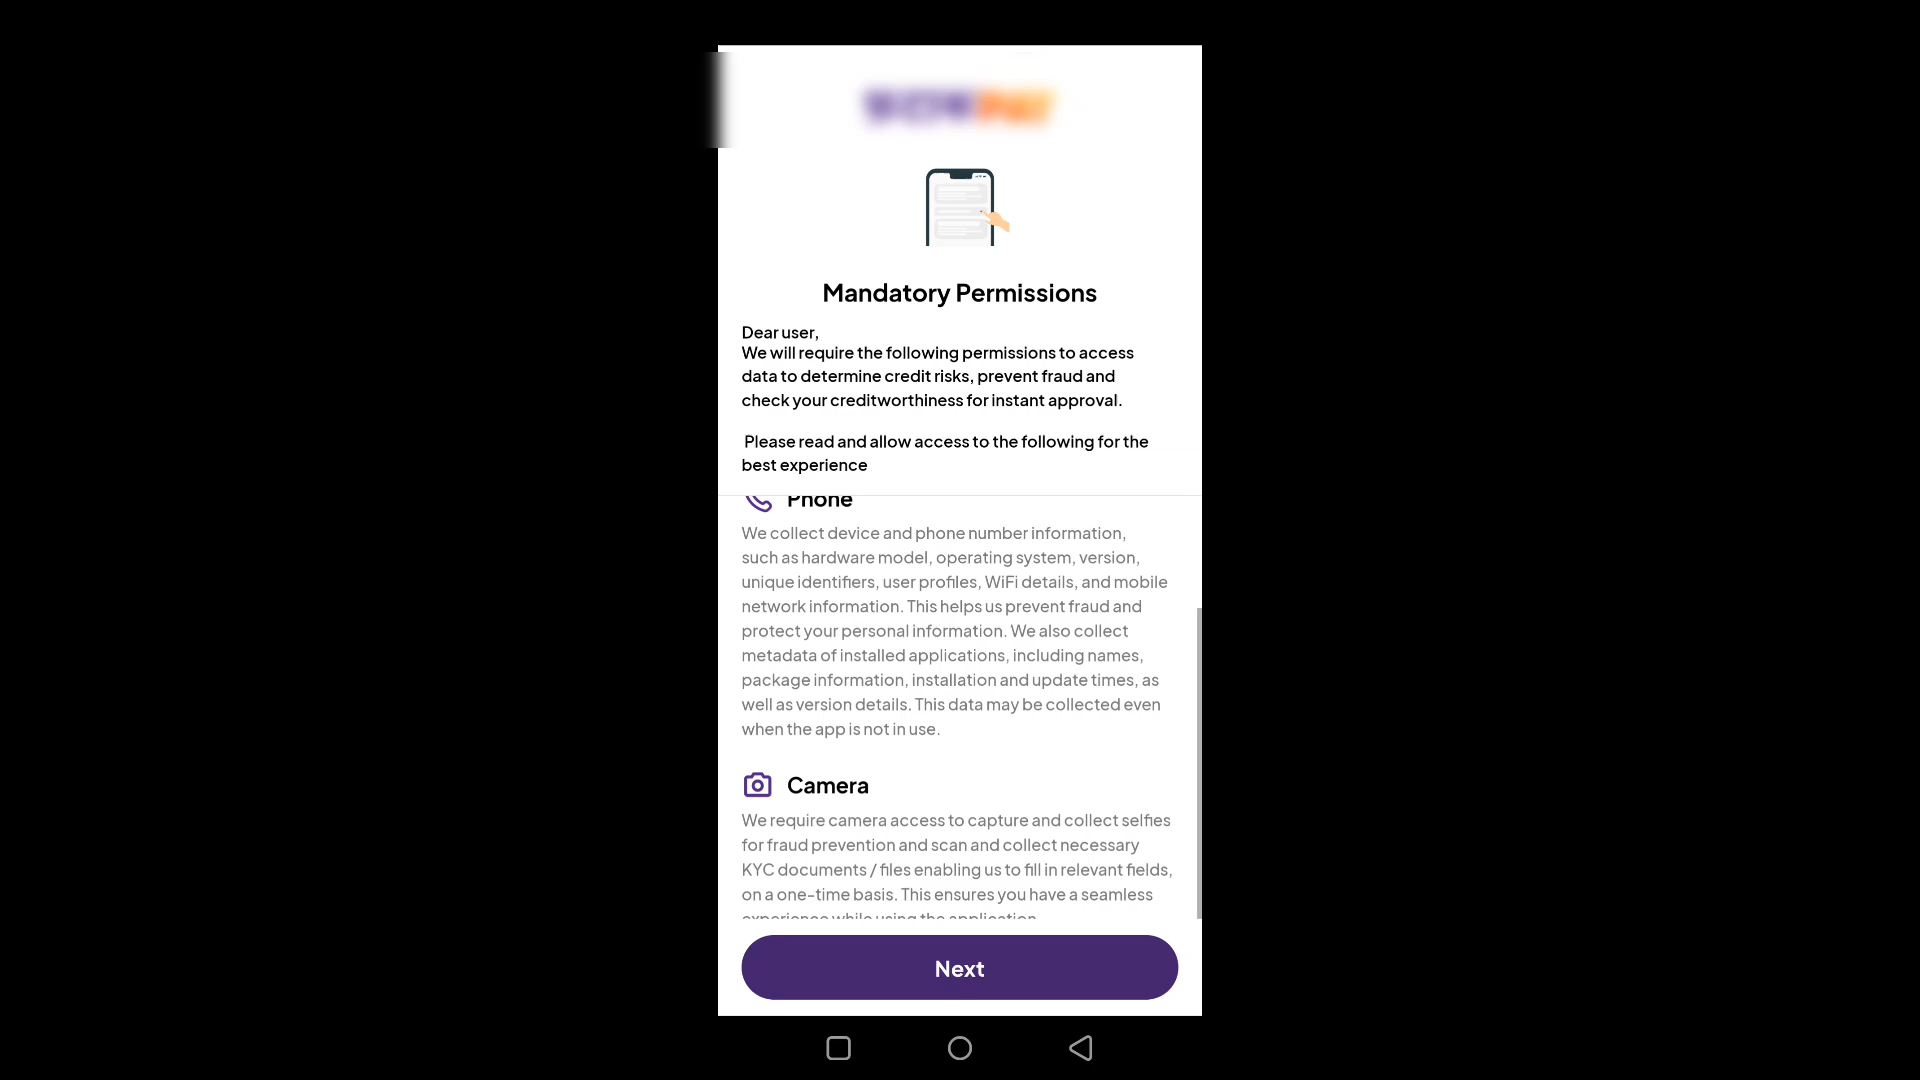 Mandatory Permissions
Dear user,
We will require the following permissions to access
data to determine credit risks, prevent fraud and
check your creditworthiness for instant approval.
Please read and allow access to the following for the
best experience
Phone
We collect device and phone number information,
such as hardware model, operating system, version,
unique identifiers, user profiles, WiFi details, and mobile
network information. This helps us prevent fraud and
protect your personal information. We also collect
metadata of installed applications, including names,
package information, installation and update times, as
well as version details. This data may be collected even
when the app is not in use.
Camera
We require camera access to capture and collect selfies
for fraud prevention and scan and collect necessary
KYC documents / files enabling us to fill in relevant fields,
on a one-time basis. This ensures you have a seamless
experience while using the application.
Next